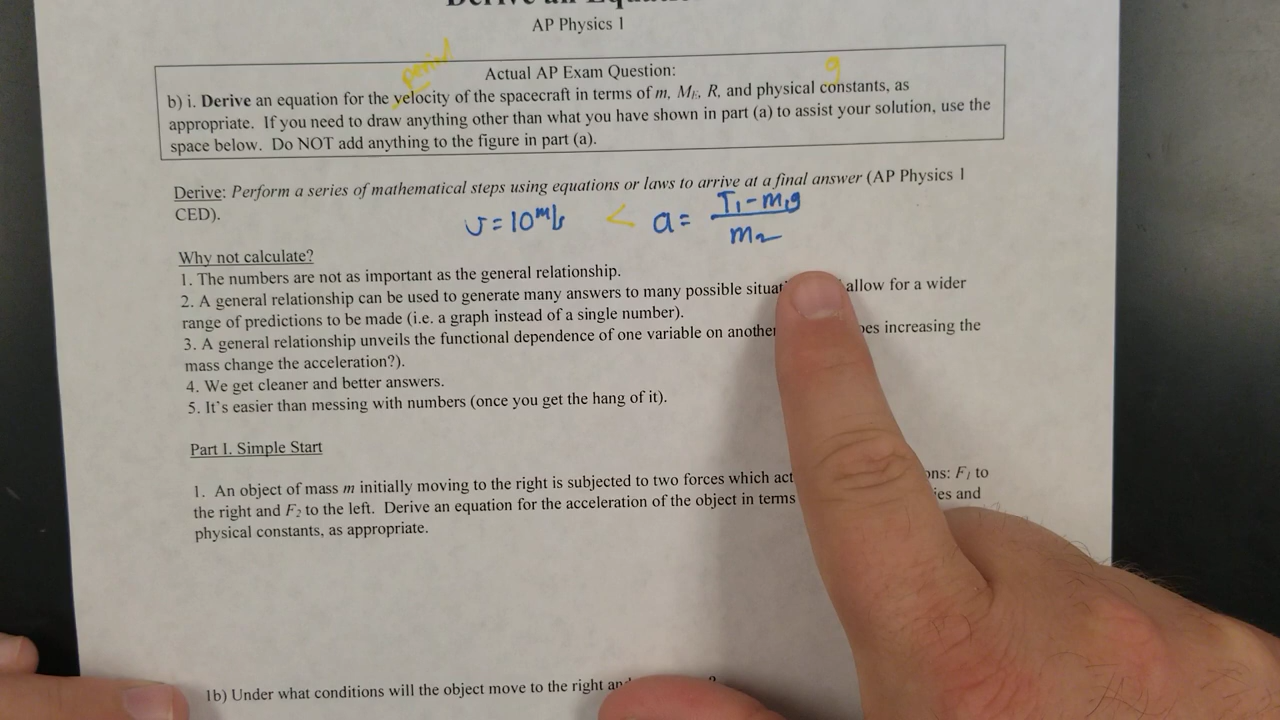 AP Physics 1
period
g
Actual AP Exam Question:
b) i. Derive an equation for the velocity of the spacecraft in terms of m, M_E, R, and physical constants, as
appropriate. If you need to draw anything other than what you have shown in part (a) to assist your solution, use the
space below. Do NOT add anything to the figure in part (a).
Derive: Perform a series of mathematical steps using equations or laws to arrive at a final answer (AP Physics 1
CED).
v = 10 m/s < a = (T₁ - m₁g) / m₂
Why not calculate?
1. The numbers are not as important as the general relationship.
2. A general relationship can be used to generate many answers to many possible allow for a wider
range of predictions to be made (i.e. a graph instead of a single number).
3. A general relationship unveils the functional dependence of one variable on increasing the
mass change the acceleration?).
4. We get cleaner and better answers.
5. It's easier than messing with numbers (once you get the hang of it).
Part I. Simple Start
1. An object of mass m initially moving to the right is subjected to two forces which act F₁ to
the right and F₂ to the left. Derive an equation for the acceleration of the object in terms and
physical constants, as appropriate.
1b) Under what conditions will the object move to the right